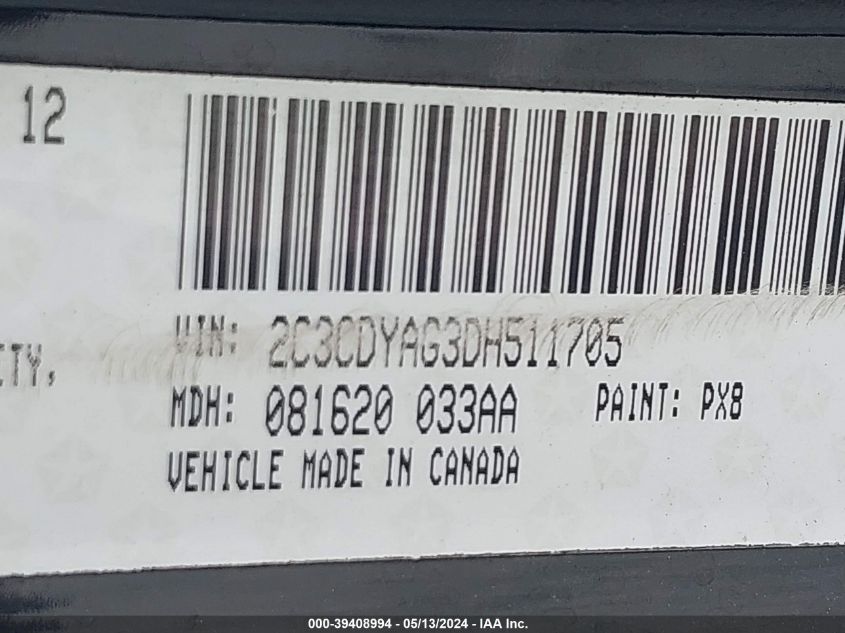 12
VIN: 2C3CDYAG3DH511705
ITY,
MDH: 081620 033AA PAINT: PX8
VEHICLE MADE IN CANADA
000-39408994 - 05/13/2024 - IAA Inc.